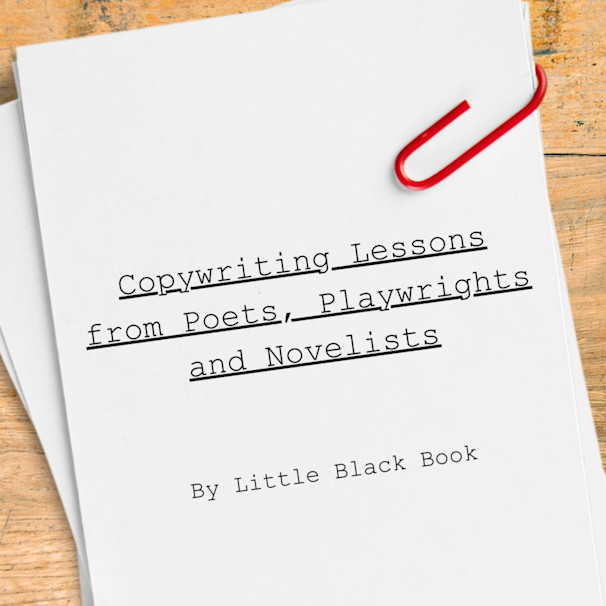 Copywriting Lessons
from Poets, Playwrights
and Novelists
By Little Black Book